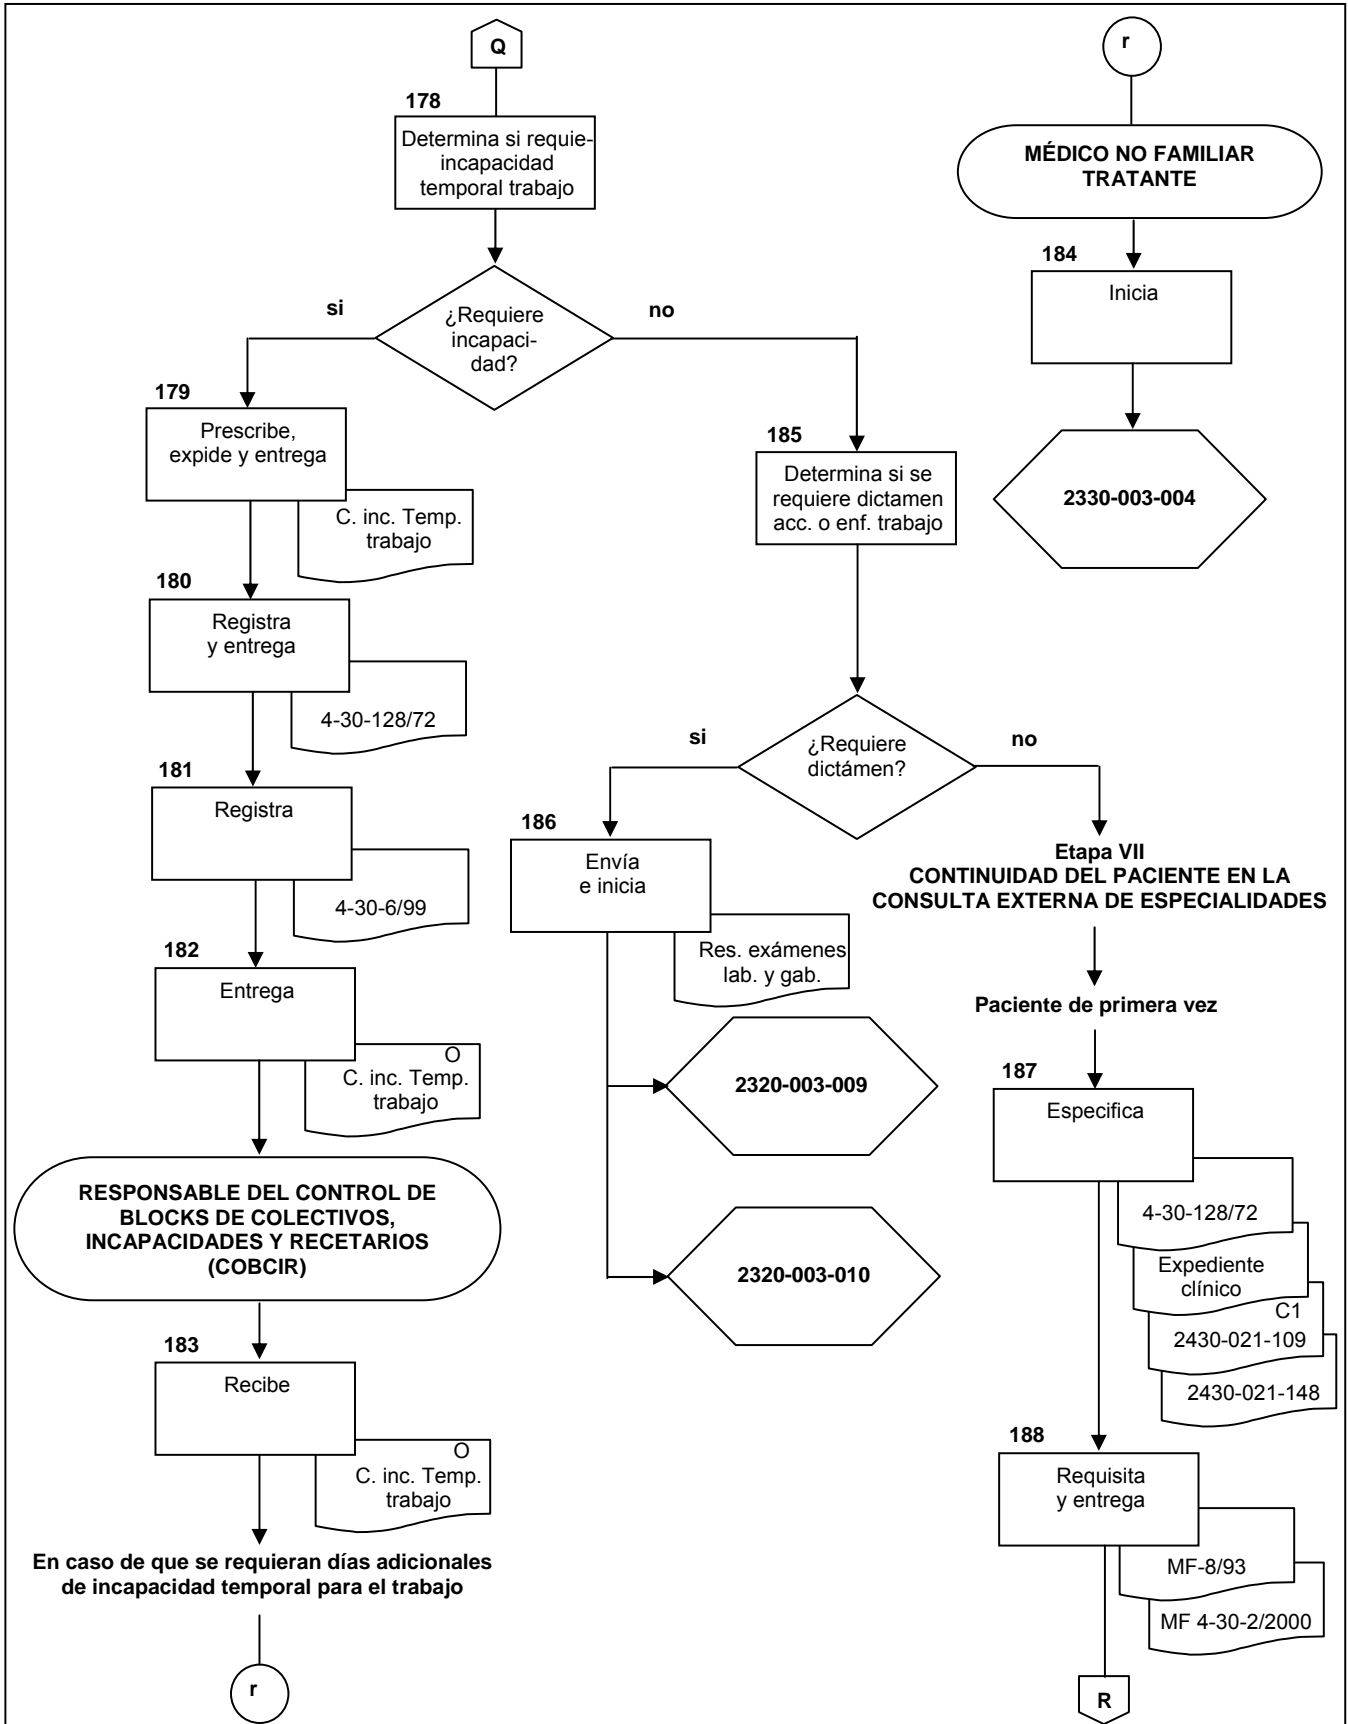 Q
178
Determina si requie-
incapacidad
temporal trabajo
¿Requiere
incapaci-
dad?
si
no
179
Prescribe,
expide y entrega
C. inc. Temp.
trabajo
180
Registra
y entrega
4-30-128/72
181
Registra
4-30-6/99
182
Entrega
O
C. inc. Temp.
trabajo
RESPONSABLE DEL CONTROL DE
BLOCKS DE COLECTIVOS,
INCAPACIDADES Y RECETARIOS
(COBCIR)
183
Recibe
O
C. inc. Temp.
trabajo
En caso de que se requieran días adicionales
de incapacidad temporal para el trabajo
r
r
MÉDICO NO FAMILIAR
TRATANTE
184
Inicia
2330-003-004
185
Determina si se
requiere dictamen
acc. o enf. trabajo
¿Requiere
dictámen?
si
no
186
Envía
e inicia
Res. exámenes
lab. y gab.
2320-003-009
2320-003-010
Etapa VII
CONTINUIDAD DEL PACIENTE EN LA
CONSULTA EXTERNA DE ESPECIALIDADES
Paciente de primera vez
187
Especifica
4-30-128/72
Expediente
clínico
C1
2430-021-109
2430-021-148
188
Requisita
y entrega
MF-8/93
MF 4-30-2/2000
R